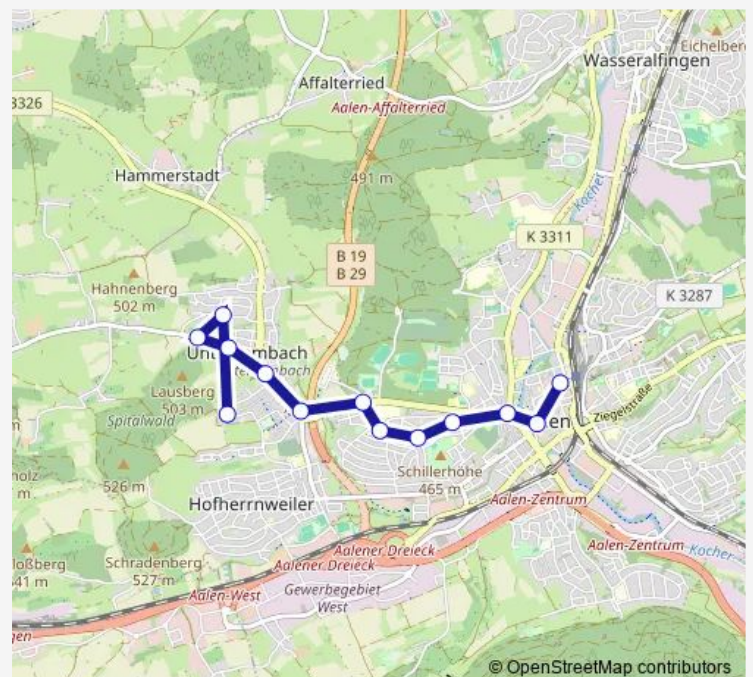 Eichelberg
Wasseralfingen
Affalterried
Aalen-Affalterried
3326
Hammerstadt
491 m
Kocher
K 3311
B 19
B 29
Hahnenberg
502 m
K 3287
Lausberg
503 m
Spitalwald
Ziegelstraße
Schillerhöhe
465 m
526 m
Hofherrnweiler
Aalen-Zentrum
Aalener Dreieck
Aalener Dreieck
Aalen-Zentrum
Kocher
Schradenberg
527 m
Aalen-West
Gewerbegebiet
West
© OpenStreetMap contributors